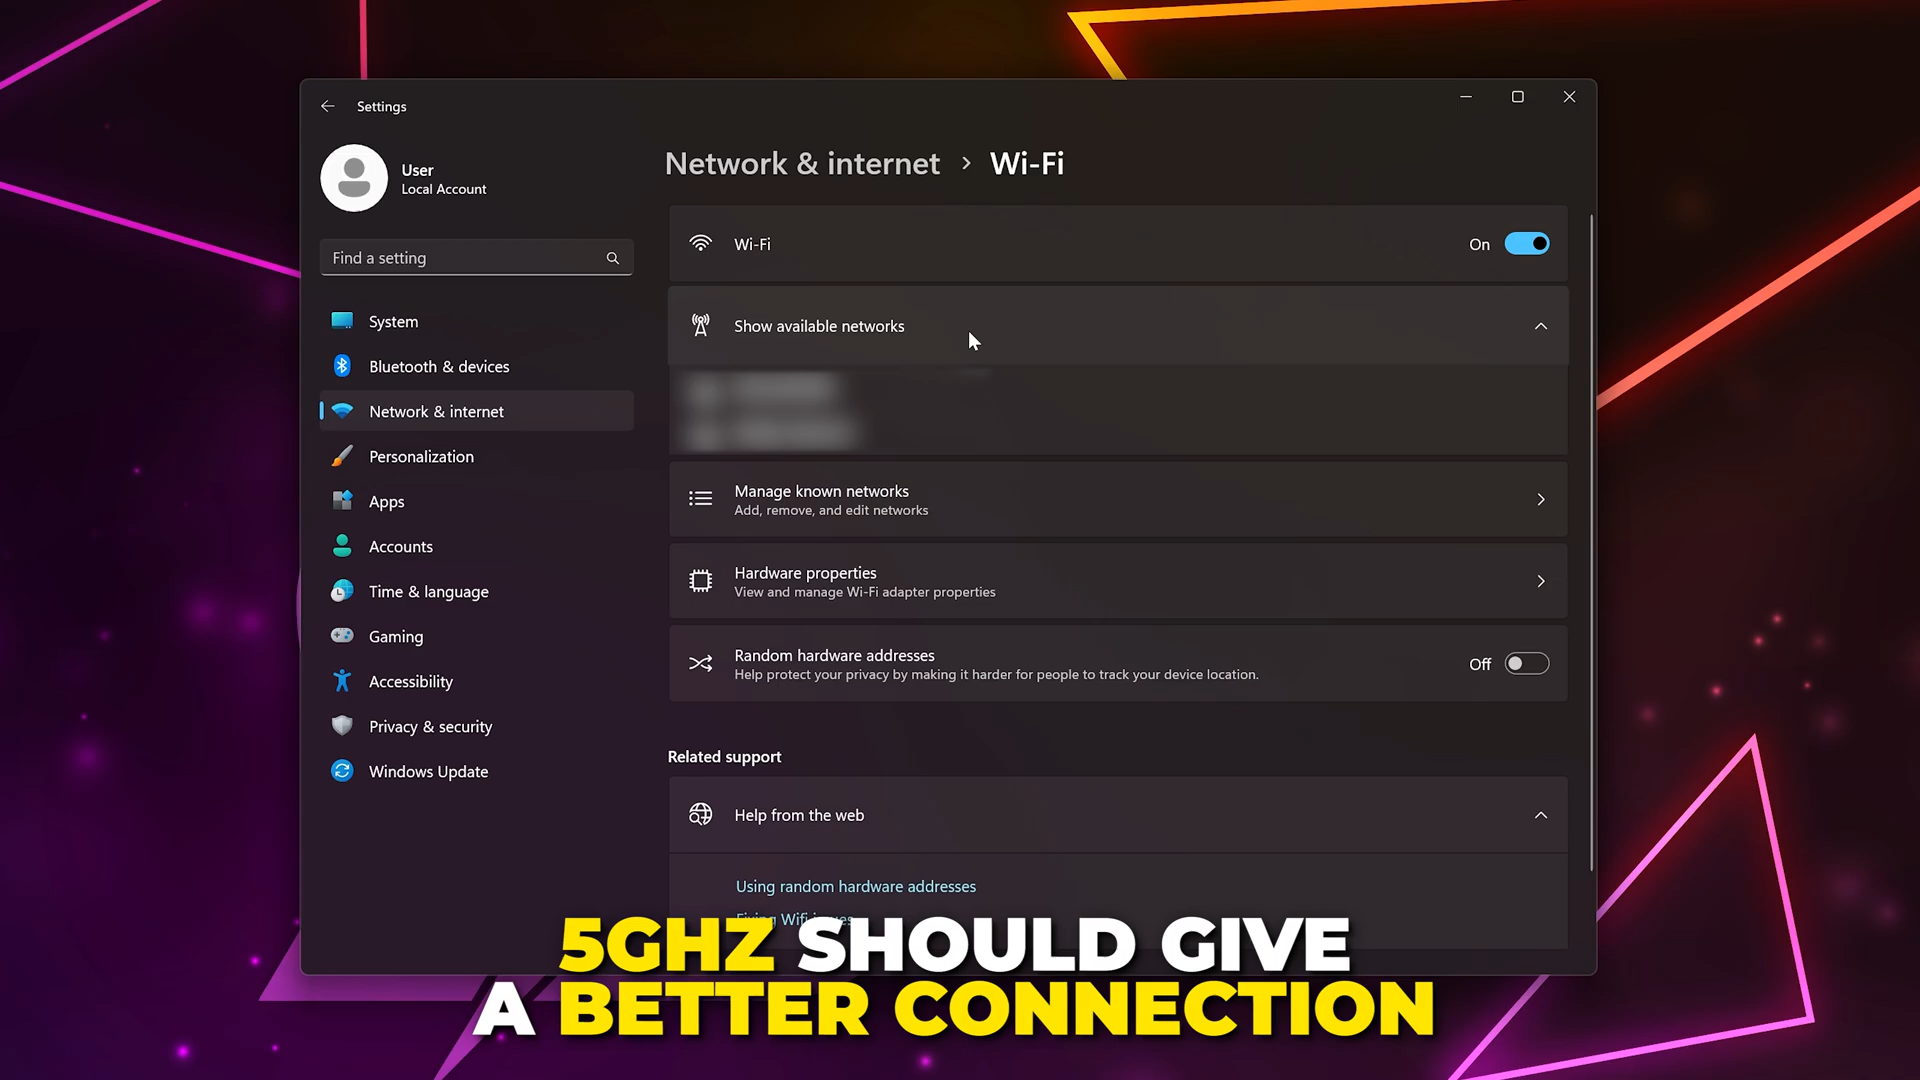 Settings
User
Local Account
Find a setting
System
Bluetooth & devices
Network & internet
Personalization
Apps
Accounts
Time & language
Gaming
Accessibility
Privacy & security
Windows Update
Network & internet > Wi-Fi
Wi-Fi
On
Show available networks
Manage known networks
Add, remove, and edit networks
Hardware properties
View and manage Wi-Fi adapter properties
Random hardware addresses
Help protect your privacy by making it harder for people to track your device location.
Off
Related support
Help from the web
Using random hardware addresses
Fixing Wifi issues
5GHZ SHOULD GIVE
A BETTER CONNECTION